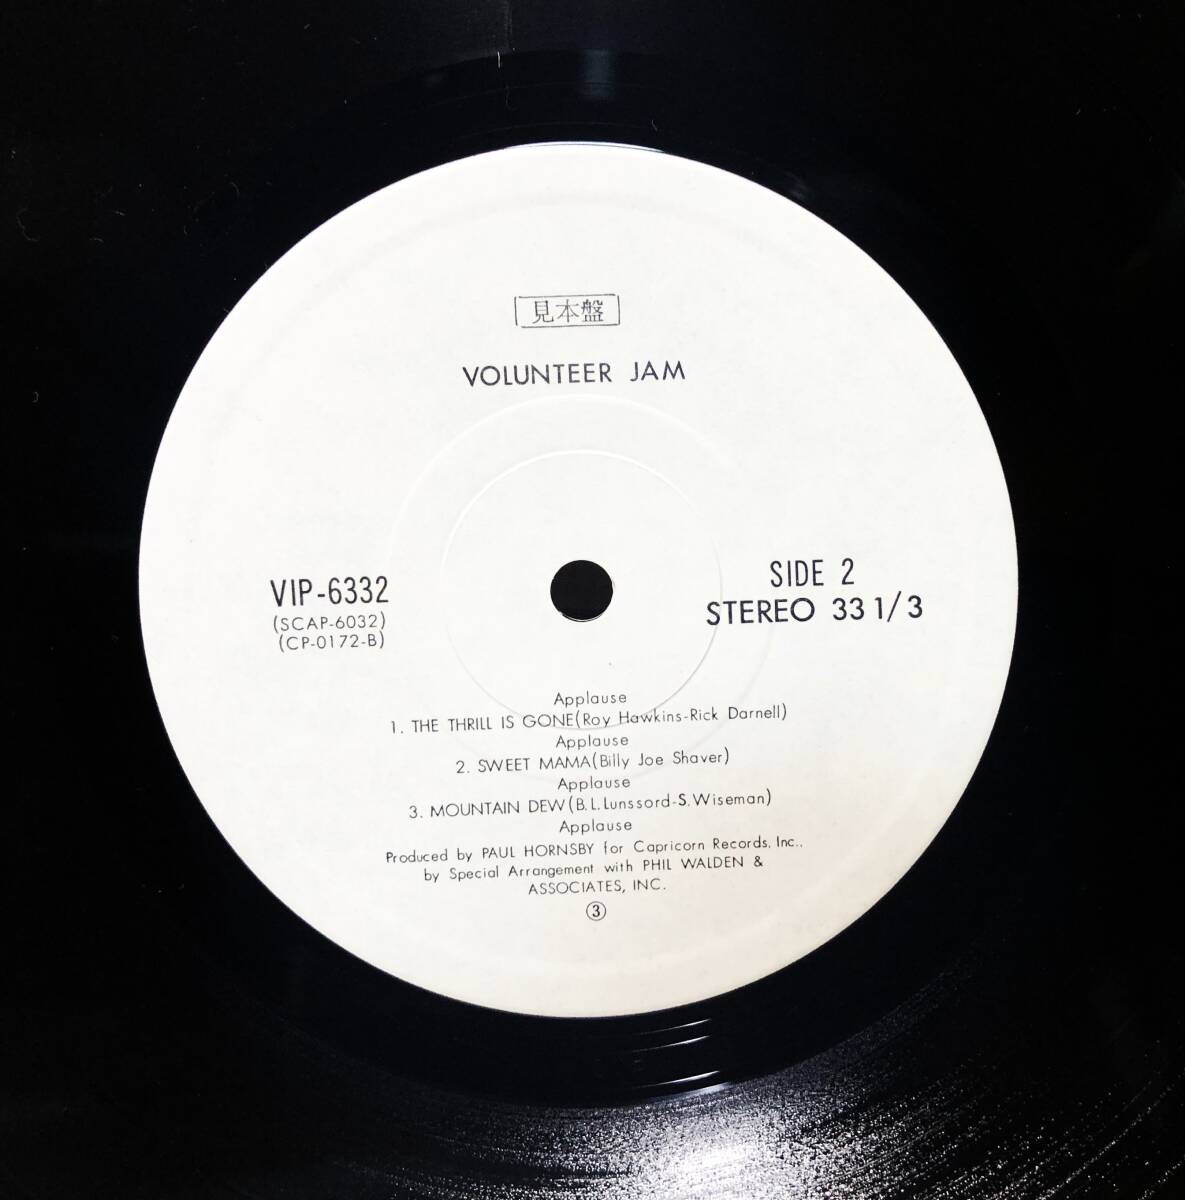 見本盤
VOLUNTEER JAM
VIP-6332
(SCAP-6032)
(CP-0172-B)
SIDE 2
STEREO 33 1/3
Applause
1. THE THRILL IS GONE(Roy Hawkins-Rick Darnell)
Applause
2. SWEET MAMA(Billy Joe Shaver)
Applause
3. MOUNTAIN DEW(B.L.Lunssord-S.Wiseman)
Applause
Produced by PAUL HORNSBY for Capricorn Records, Inc.,
by Special Arrangement with PHIL WALDEN &
ASSOCIATES, INC.
③